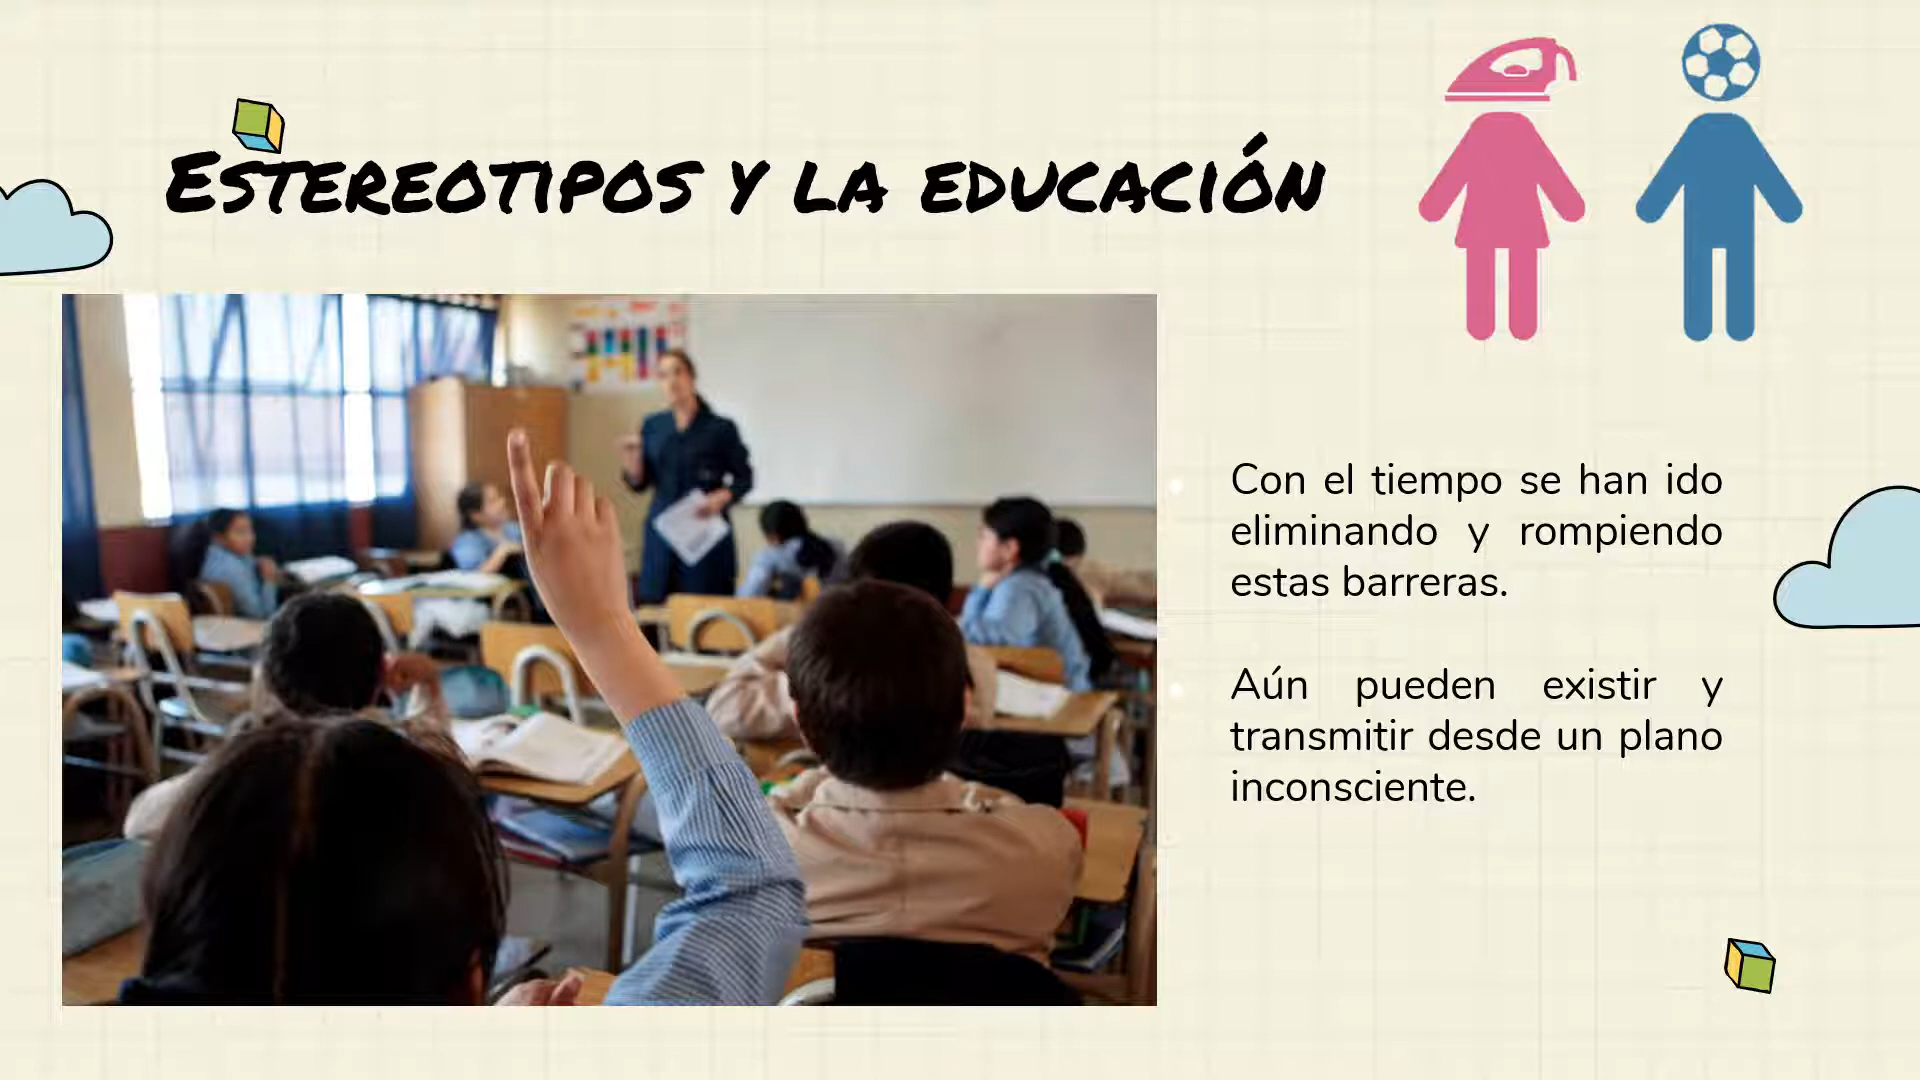 Estereotipos y la educación
Con el tiempo se han ido
eliminando y rompiendo
estas barreras.
Aún pueden existir y
transmitir desde un plano
inconsciente.